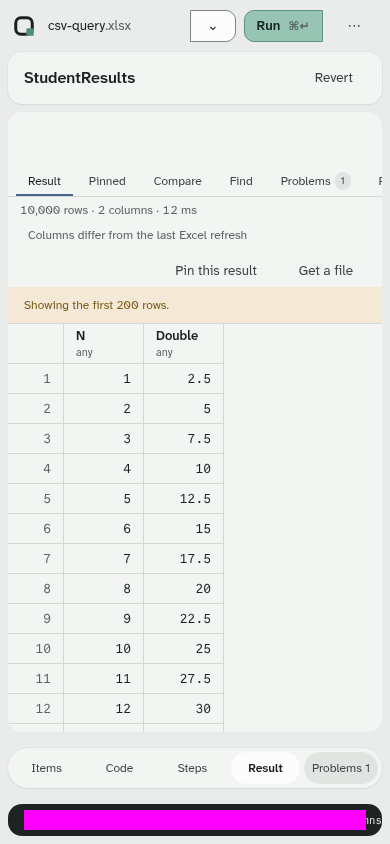 csv-query.xlsx
Run ⌘↵
StudentResults
Revert
Result Pinned Compare Find Problems 1
10,000 rows · 2 columns · 12 ms
Columns differ from the last Excel refresh
Pin this result Get a file
Showing the first 200 rows.
N Double
any any
1 1 2.5
2 2 5
3 3 7.5
4 4 10
5 5 12.5
6 6 15
7 7 17.5
8 8 20
9 9 22.5
10 10 25
11 11 27.5
12 12 30
Items Code Steps Result Problems 1